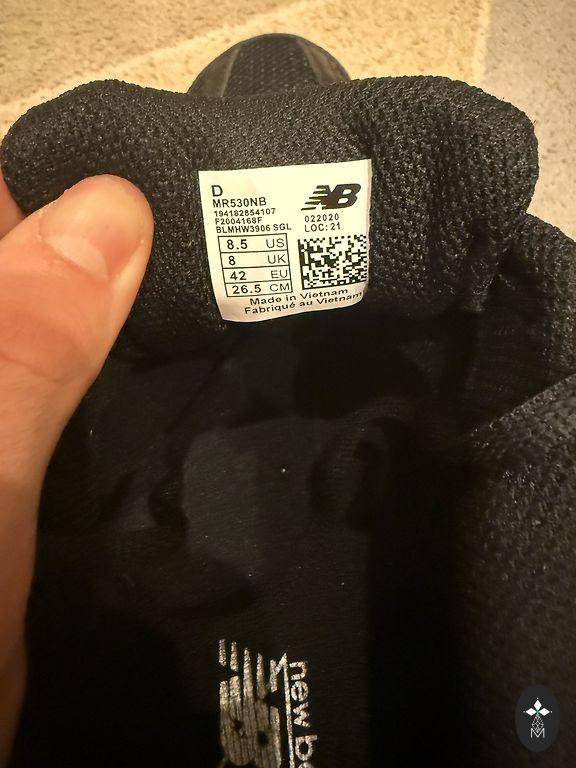 D
MR530NB
194182854107
F2004168F
BLMHW3906 SGL
NB
022020
LOC: 21
8.5 US
8 UK
42 EU
26.5 CM
Made in Vietnam
Fabriqué au Vietnam
new b
M